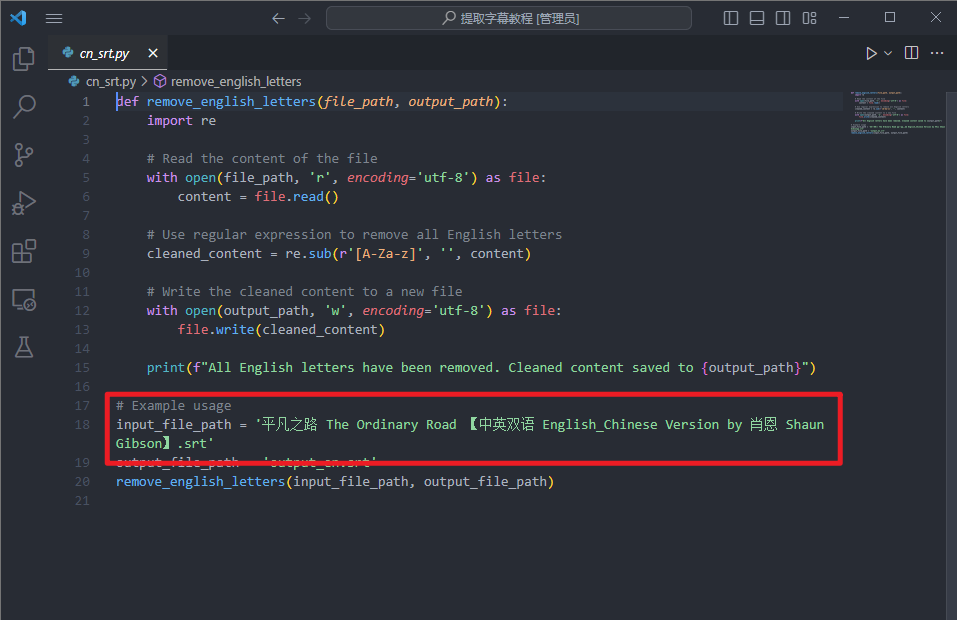 提取字幕教程 [管理员]
cn_srt.py
cn_srt.py > remove_english_letters
1 def remove_english_letters(file_path, output_path):
2 import re
3
4 # Read the content of the file
5 with open(file_path, 'r', encoding='utf-8') as file:
6 content = file.read()
7
8 # Use regular expression to remove all English letters
9 cleaned_content = re.sub(r'[A-Za-z]', '', content)
10
11 # Write the cleaned content to a new file
12 with open(output_path, 'w', encoding='utf-8') as file:
13 file.write(cleaned_content)
14
15 print(f"All English letters have been removed. Cleaned content saved to {output_path}")
16
17 # Example usage
18 input_file_path = '平凡之路 The Ordinary Road 【中英双语 English_Chinese Version by 肖恩 Shaun
Gibson】.srt'
19 output_file_path = 'output_cn.srt'
20 remove_english_letters(input_file_path, output_file_path)
21